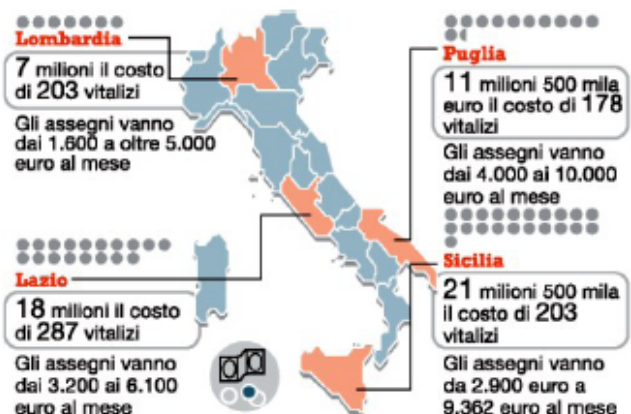 Lombardia
7 milioni il costo
di 203 vitalizi
Gli assegni vanno
dai 1.600 a oltre 5.000
euro al mese
Puglia
11 milioni 500 mila
euro il costo di 178
vitalizi
Gli assegni vanno
dai 4.000 ai 10.000
euro al mese
Lazio
18 milioni il costo
di 287 vitalizi
Gli assegni vanno
dai 3.200 ai 6.100
euro al mese
Sicilia
21 milioni 500 mila
il costo di 203
vitalizi
Gli assegni vanno
da 2.900 euro a
9.362 euro al mese